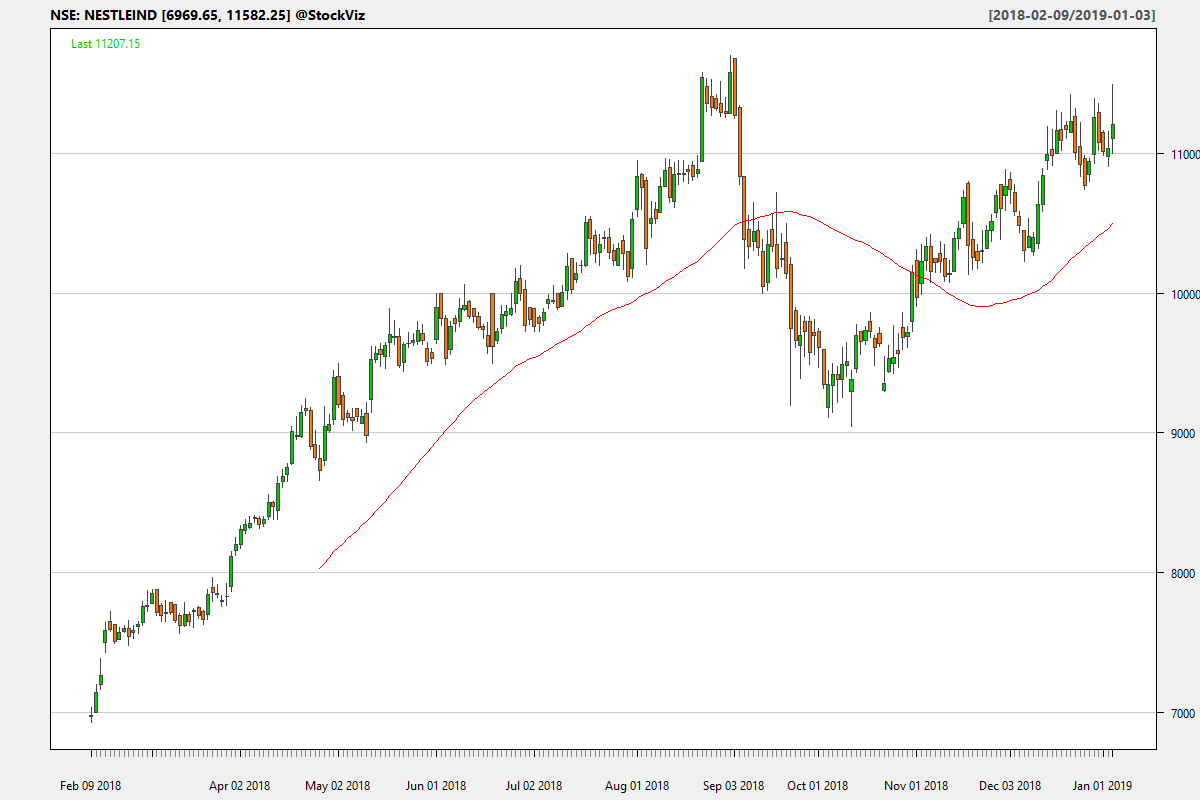 NSE: NESTLEIND [6969.65, 11582.25] @StockViz [2018-02-09/2019-01-03]
Last 11207.15
11000
10000
9000
8000
7000
Feb 09 2018 Apr 02 2018 May 02 2018 Jun 01 2018 Jul 02 2018 Aug 01 2018 Sep 03 2018 Oct 01 2018 Nov 01 2018 Dec 03 2018 Jan 01 2019